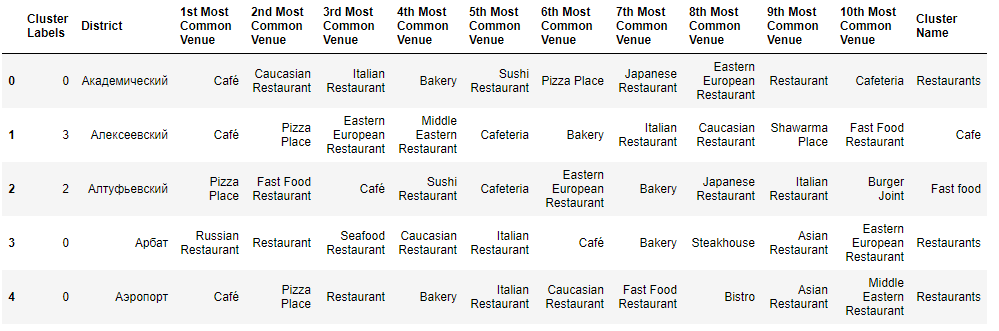 Cluster Labels District 1st Most Common Venue 2nd Most Common Venue 3rd Most Common Venue 4th Most Common Venue 5th Most Common Venue 6th Most Common Venue 7th Most Common Venue 8th Most Common Venue 9th Most Common Venue 10th Most Common Venue Cluster Name
0 0 Академический Café Caucasian Restaurant Italian Restaurant Bakery Sushi Restaurant Pizza Place Japanese Restaurant Eastern European Restaurant Restaurant Cafeteria Restaurants
1 3 Алексеевский Café Pizza Place Eastern European Restaurant Middle Eastern Restaurant Cafeteria Bakery Italian Restaurant Caucasian Restaurant Shawarma Place Fast Food Restaurant Cafe
2 2 Алтуфьевский Pizza Place Fast Food Restaurant Café Sushi Restaurant Cafeteria Eastern European Restaurant Bakery Japanese Restaurant Italian Restaurant Burger Joint Fast food
3 0 Арбат Russian Restaurant Restaurant Seafood Restaurant Caucasian Restaurant Italian Restaurant Café Bakery Steakhouse Asian Restaurant Eastern European Restaurant Restaurants
4 0 Аэропорт Café Pizza Place Restaurant Bakery Italian Restaurant Caucasian Restaurant Fast Food Restaurant Bistro Asian Restaurant Middle Eastern Restaurant Restaurants